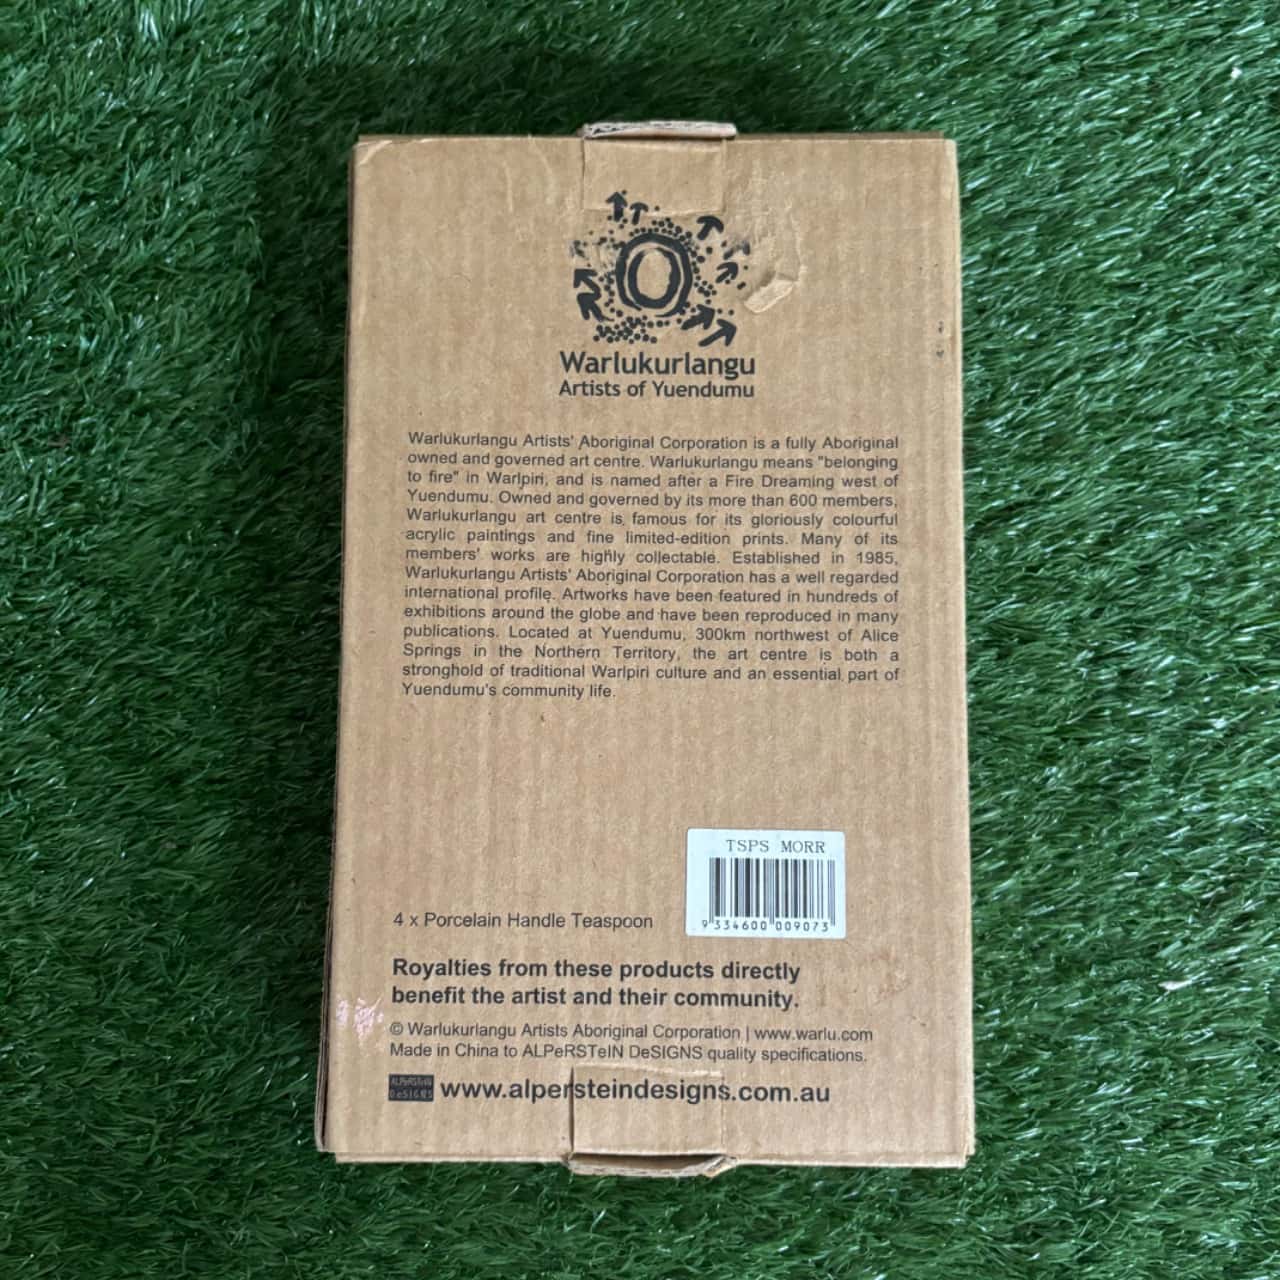 Warlukurlangu
Artists of Yuendumu
Warlukurlangu Artists' Aboriginal Corporation is a fully Aboriginal
owned and governed art centre. Warlukurlangu means "belonging
to fire" in Warlpiri, and is named after a Fire Dreaming west of
Yuendumu. Owned and governed by its more than 600 members,
Warlukurlangu art centre is famous for its gloriously colourful
acrylic paintings and fine limited-edition prints. Many of its
members' works are highly collectable. Established in 1985,
Warlukurlangu Artists' Aboriginal Corporation has a well regarded
international profile. Artworks have been featured in hundreds of
exhibitions around the globe and have been reproduced in many
publications. Located at Yuendumu, 300km northwest of Alice
Springs in the Northern Territory, the art centre is both a
stronghold of traditional Warlpiri culture and an essential part of
Yuendumu's community life.
TSPS MORR
9 334600 009073
4 x Porcelain Handle Teaspoon
Royalties from these products directly
benefit the artist and their community.
© Warlukurlangu Artists Aboriginal Corporation | www.warlu.com
Made in China to ALPeRSTeIN DeSIGNS quality specifications.
ALPeRSTeIN
DeSIGNS
www.alpersteindesigns.com.au